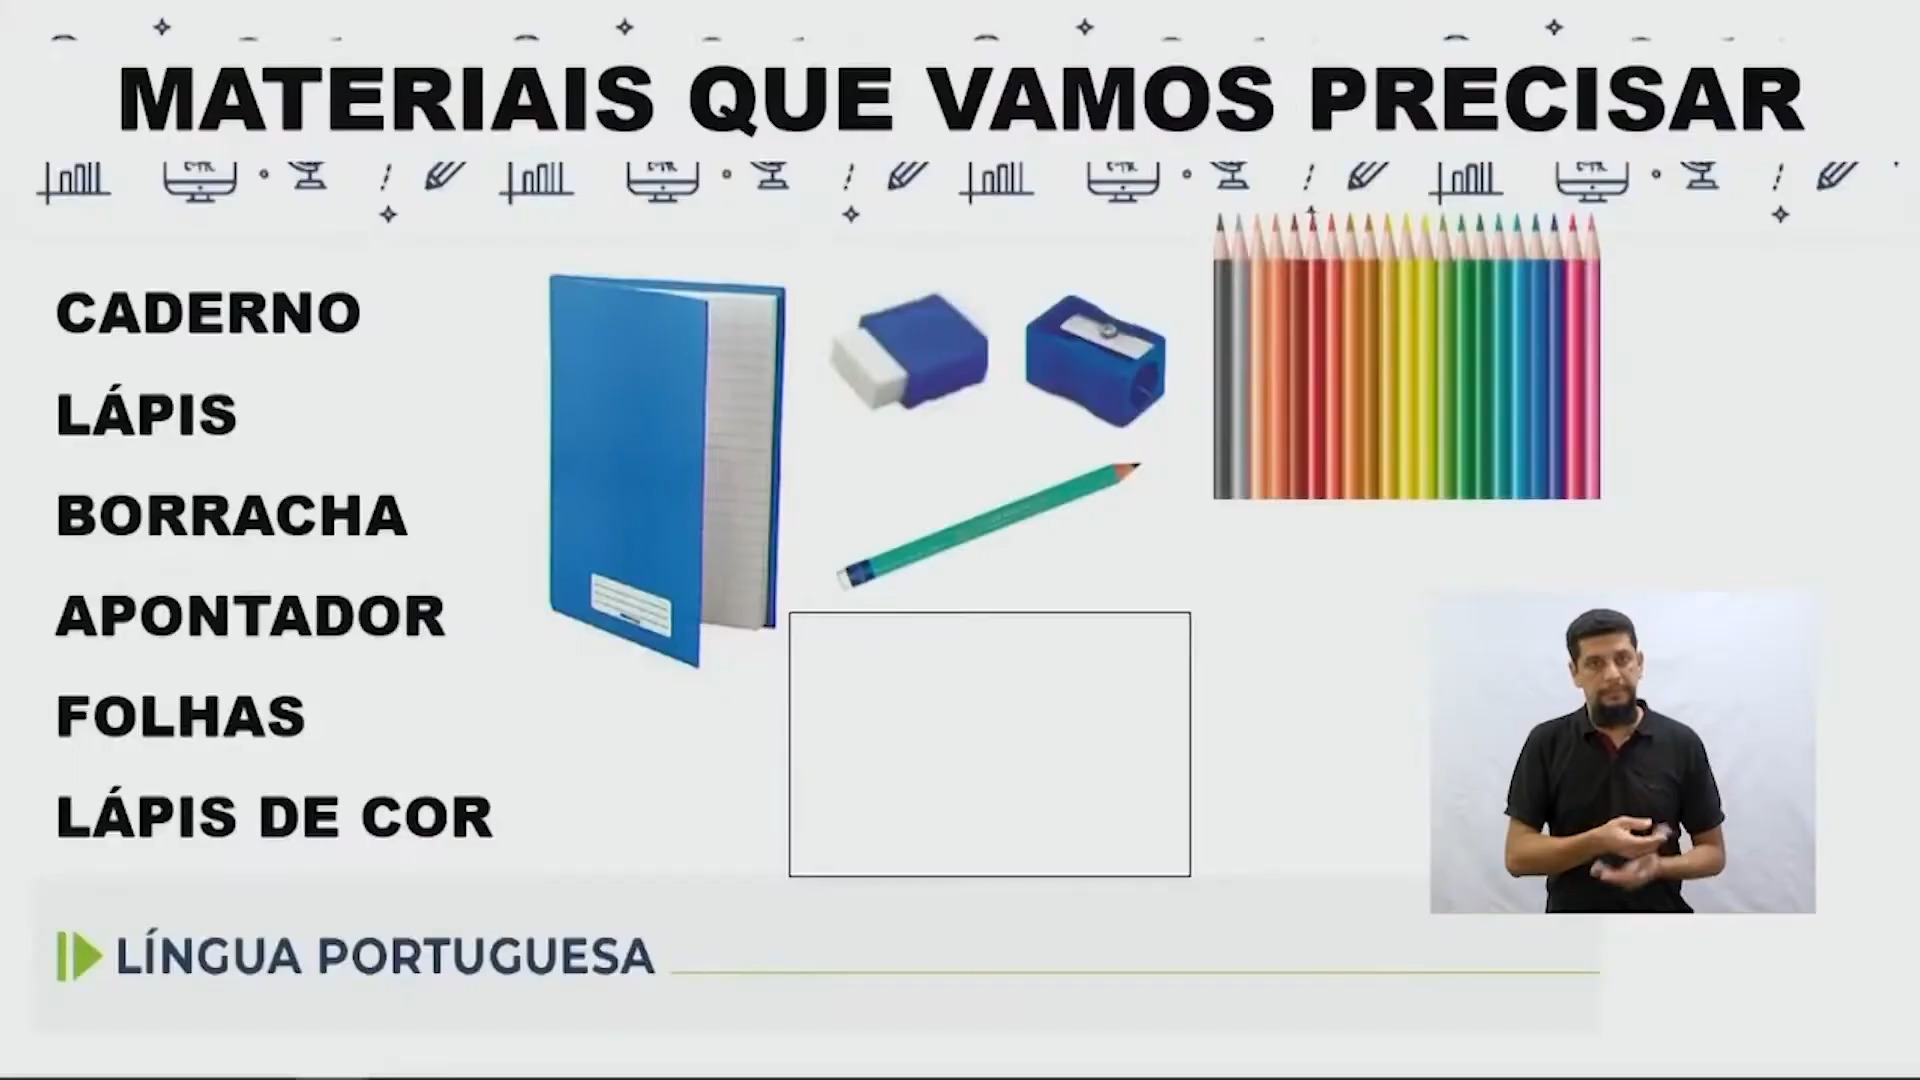 MATERIAIS QUE VAMOS PRECISAR
CADERNO
LÁPIS
BORRACHA
APONTADOR
FOLHAS
LÁPIS DE COR
LÍNGUA PORTUGUESA